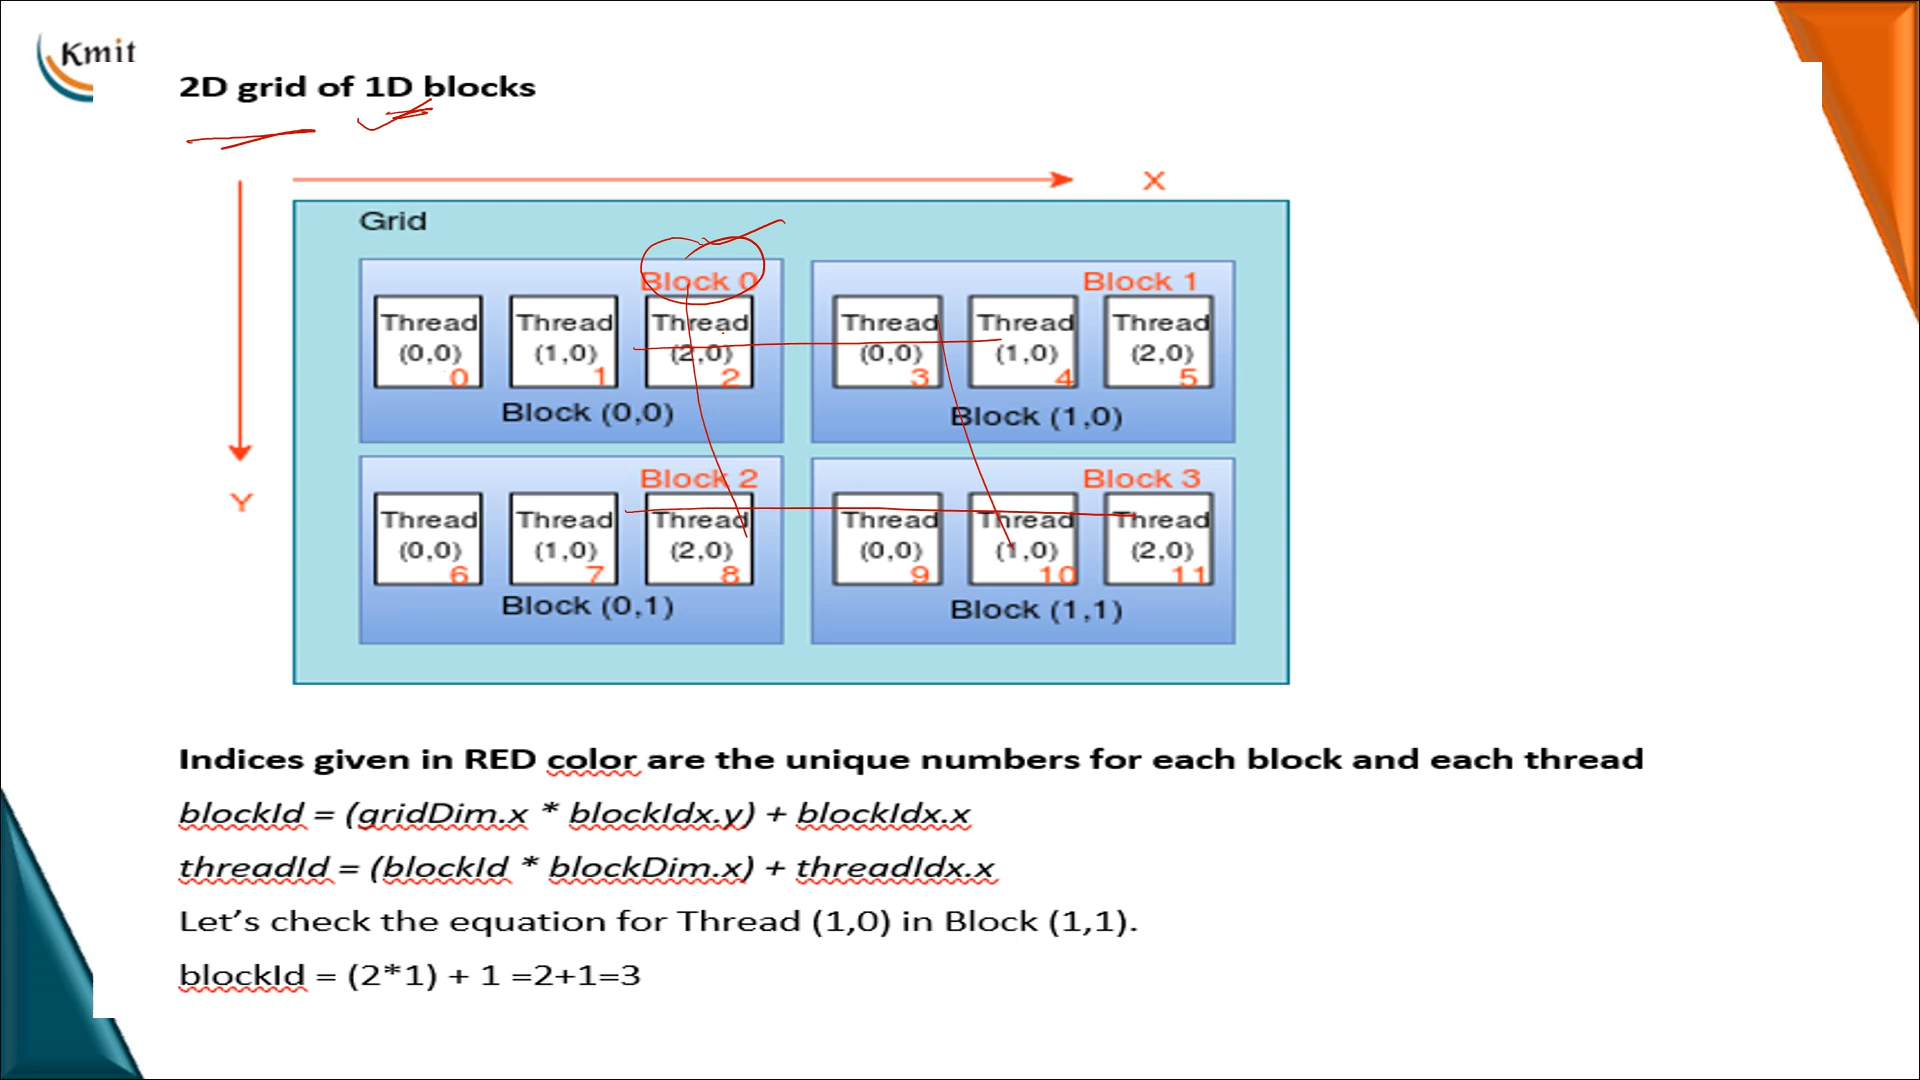 Kmit
2D grid of 1D blocks
X
Grid
Block 0 Block 1
Thread Thread Thread Thread Thread Thread
(0,0) (1,0) (2,0) (0,0) (1,0) (2,0)
0 1 2 3 4 5
Block (0,0) Block (1,0)
Block 2 Block 3
Y
Thread Thread Thread Thread Thread Thread
(0,0) (1,0) (2,0) (0,0) (1,0) (2,0)
6 7 8 9 10 11
Block (0,1) Block (1,1)
Indices given in RED color are the unique numbers for each block and each thread
blockId = (gridDim.x * blockIdx.y) + blockIdx.x
threadId = (blockId * blockDim.x) + threadIdx.x
Let’s check the equation for Thread (1,0) in Block (1,1).
blockId = (2*1) + 1 =2+1=3